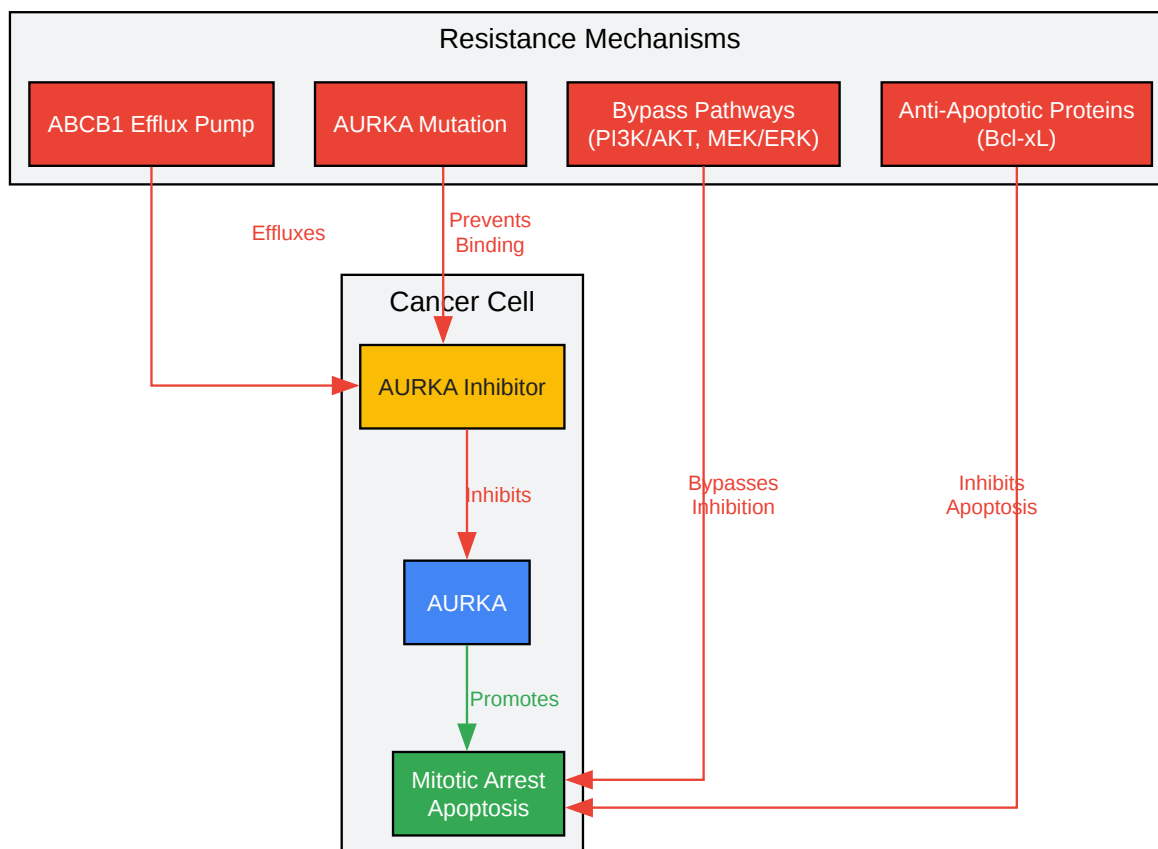 Resistance Mechanisms
ABCB1 Efflux Pump
AURKA Mutation
Bypass Pathways
(PI3K/AKT, MEK/ERK)
Anti-Apoptotic Proteins
(Bcl-xL)
Effluxes
Prevents
Binding
Cancer Cell
AURKA Inhibitor
Inhibits
Bypasses
Inhibition
Inhibits
Apoptosis
AURKA
Promotes
Mitotic Arrest
Apoptosis